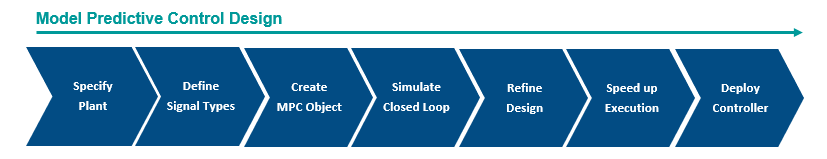 Model Predictive Control Design
Specify
Plant
Define
Signal Types
Create
MPC Object
Simulate
Closed Loop
Refine
Design
Speed up
Execution
Deploy
Controller